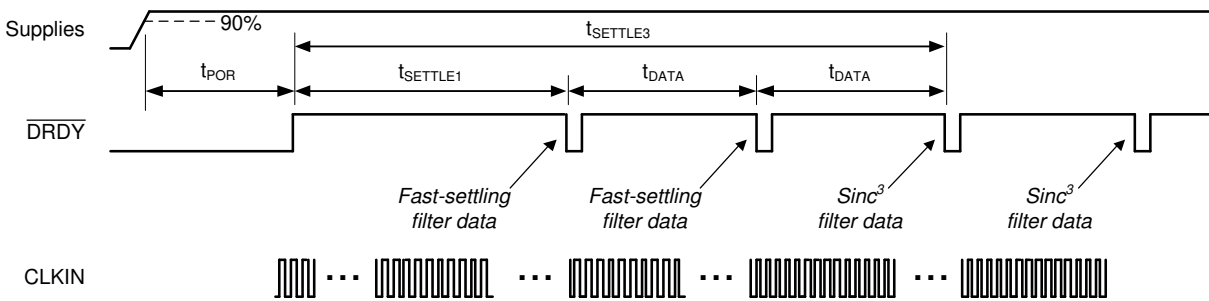 Supplies
90%
tSETTLE3
tPOR
tSETTLE1
tDATA
tDATA
DRDY
Fast-settling
filter data
Fast-settling
filter data
Sinc³
filter data
Sinc³
filter data
CLKIN